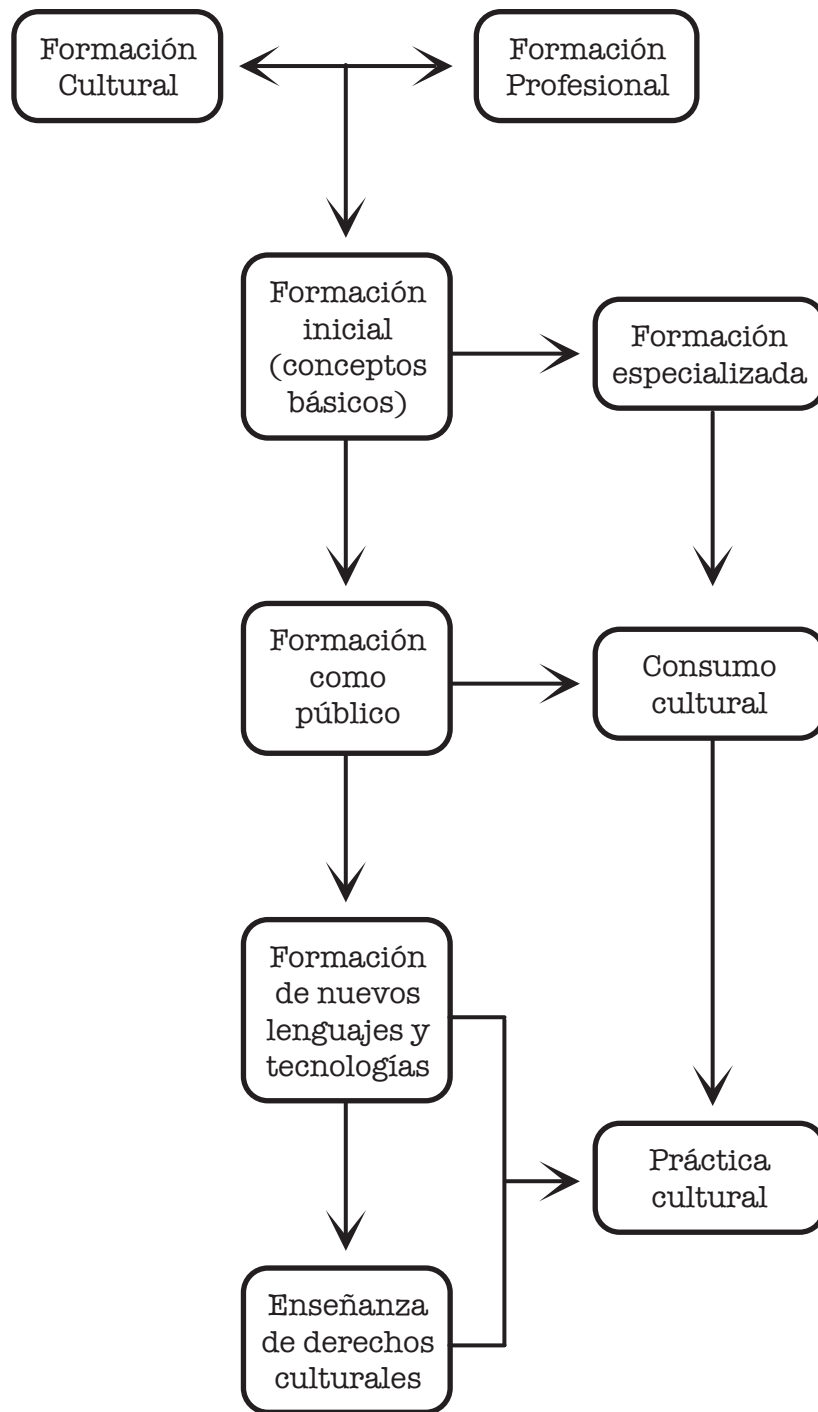 Formación
Cultural
Formación
Profesional
Formación
inicial
(conceptos
básicos)
Formación
especializada
Formación
como
público
Consumo
cultural
Formación
de nuevos
lenguajes y
tecnologías
Práctica
cultural
Enseñanza
de derechos
culturales